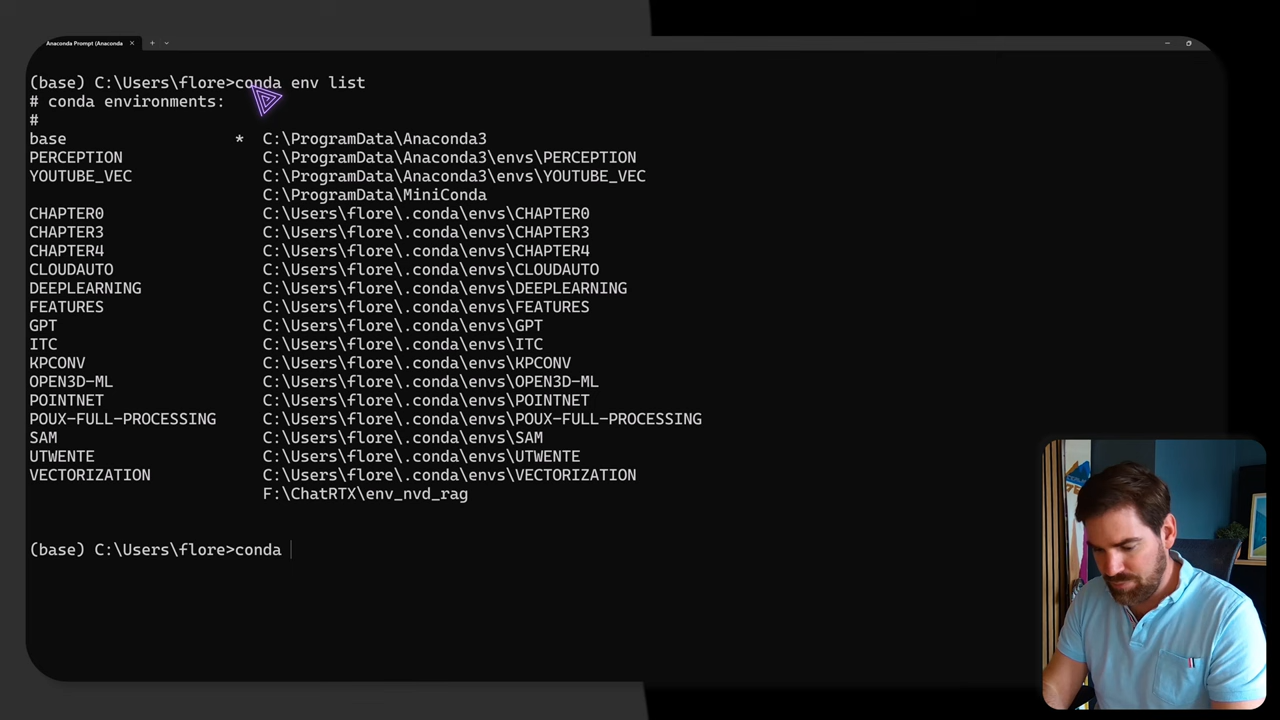 Anaconda Prompt (Anaconda
(base) C:\Users\flore>conda env list
# conda environments:
#
base * C:\ProgramData\Anaconda3
PERCEPTION C:\ProgramData\Anaconda3\envs\PERCEPTION
YOUTUBE_VEC C:\ProgramData\Anaconda3\envs\YOUTUBE_VEC
C:\ProgramData\MiniConda
CHAPTER0 C:\Users\flore\.conda\envs\CHAPTER0
CHAPTER3 C:\Users\flore\.conda\envs\CHAPTER3
CHAPTER4 C:\Users\flore\.conda\envs\CHAPTER4
CLOUDAUTO C:\Users\flore\.conda\envs\CLOUDAUTO
DEEPLEARNING C:\Users\flore\.conda\envs\DEEPLEARNING
FEATURES C:\Users\flore\.conda\envs\FEATURES
GPT C:\Users\flore\.conda\envs\GPT
ITC C:\Users\flore\.conda\envs\ITC
KPCONV C:\Users\flore\.conda\envs\KPCONV
OPEN3D-ML C:\Users\flore\.conda\envs\OPEN3D-ML
POINTNET C:\Users\flore\.conda\envs\POINTNET
POUX-FULL-PROCESSING C:\Users\flore\.conda\envs\POUX-FULL-PROCESSING
SAM C:\Users\flore\.conda\envs\SAM
UTWENTE C:\Users\flore\.conda\envs\UTWENTE
VECTORIZATION C:\Users\flore\.conda\envs\VECTORIZATION
F:\ChatRTX\env_nvd_rag
(base) C:\Users\flore>conda